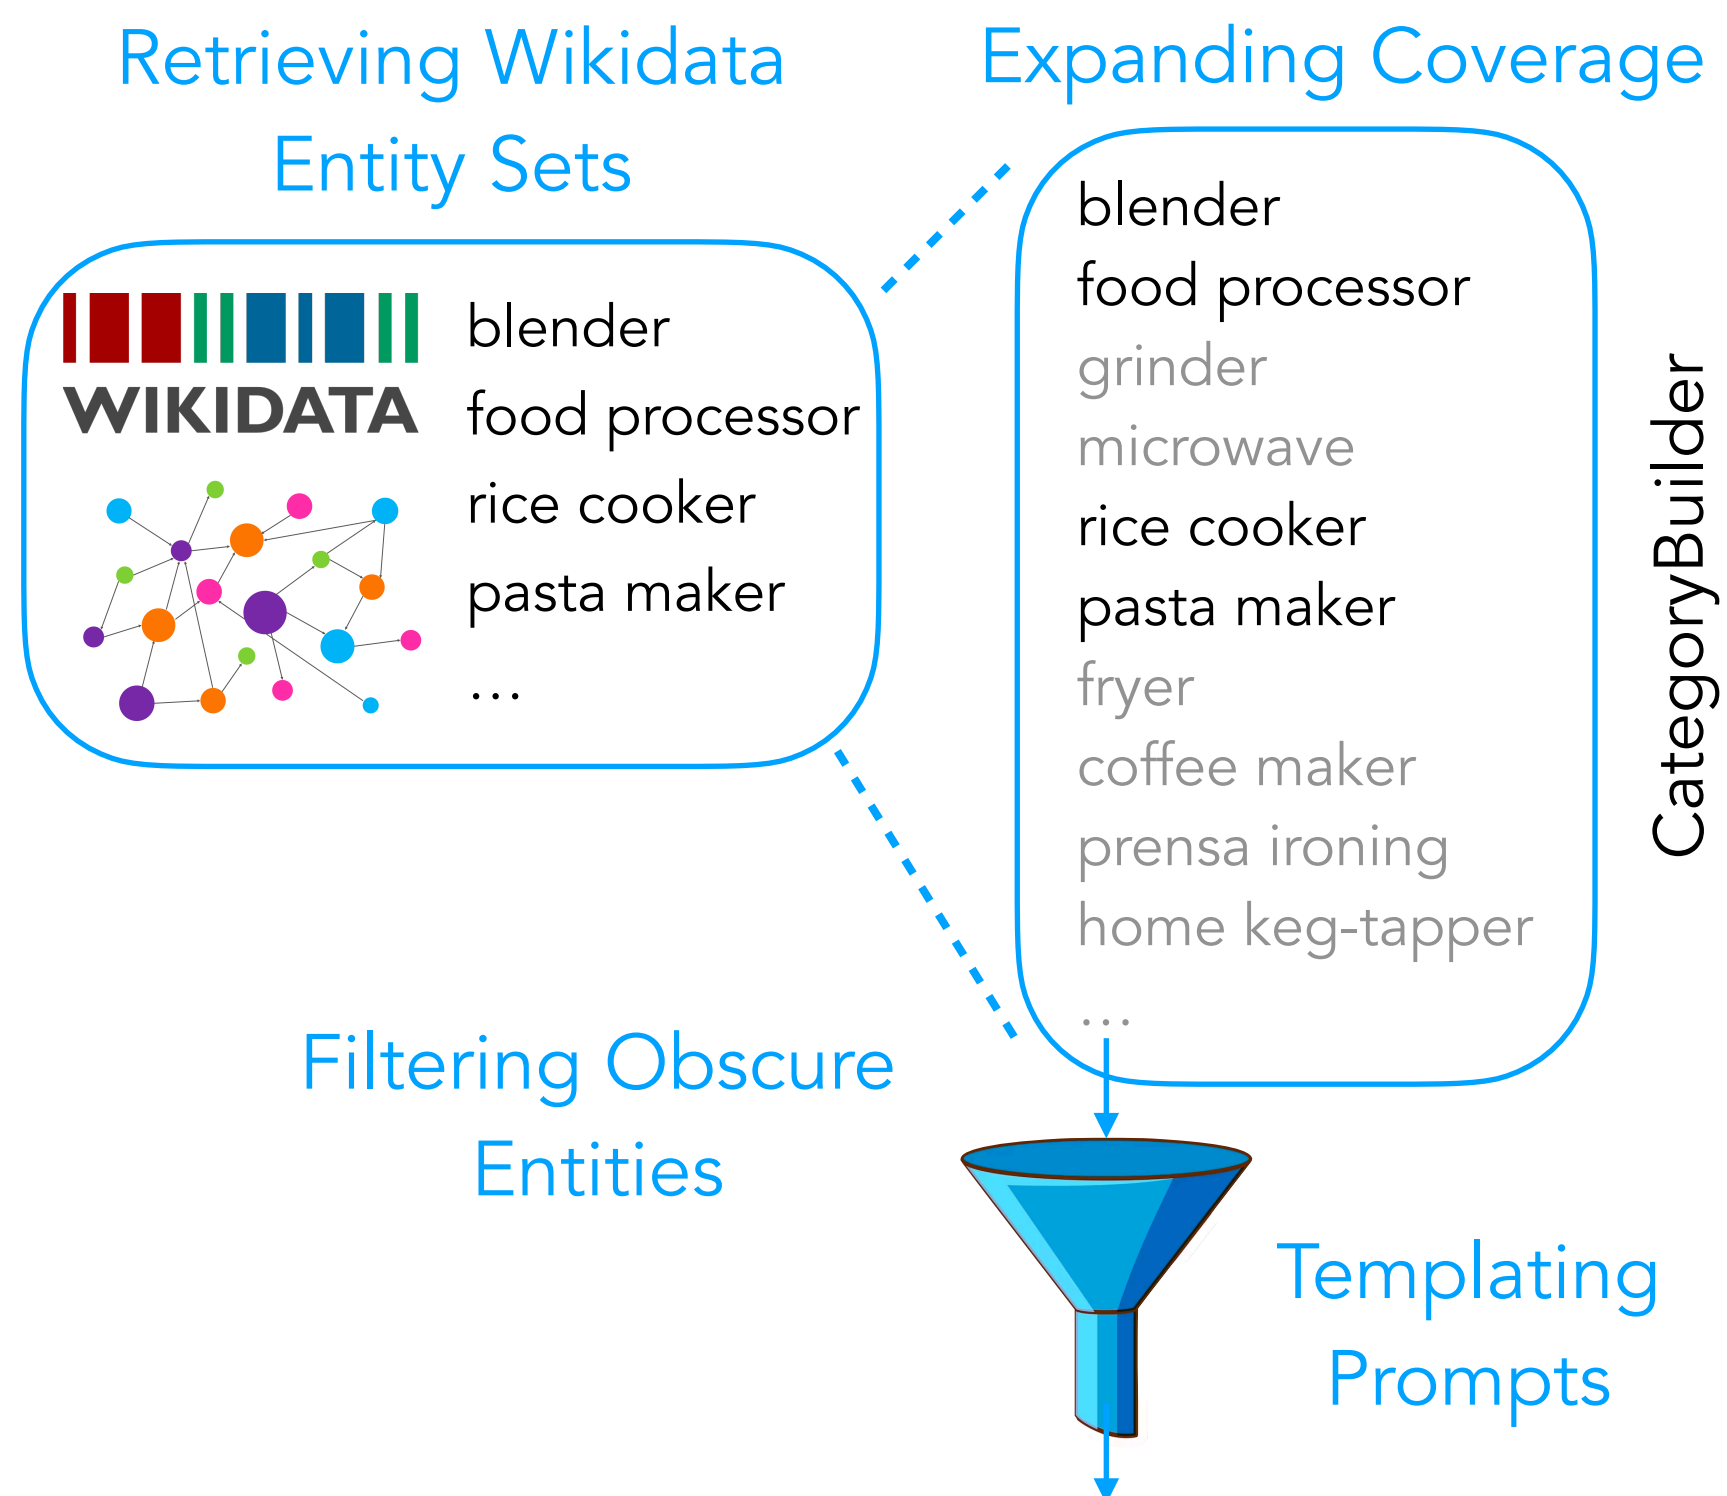 Retrieving Wikidata
Entity Sets
WIKIDATA
blender
food processor
rice cooker
pasta maker
...
Expanding Coverage
blender
food processor
grinder
microwave
rice cooker
pasta maker
fryer
coffee maker
prensa ironing
home keg-tapper
...
CategoryBuilder
Filtering Obscure
Entities
Templating
Prompts